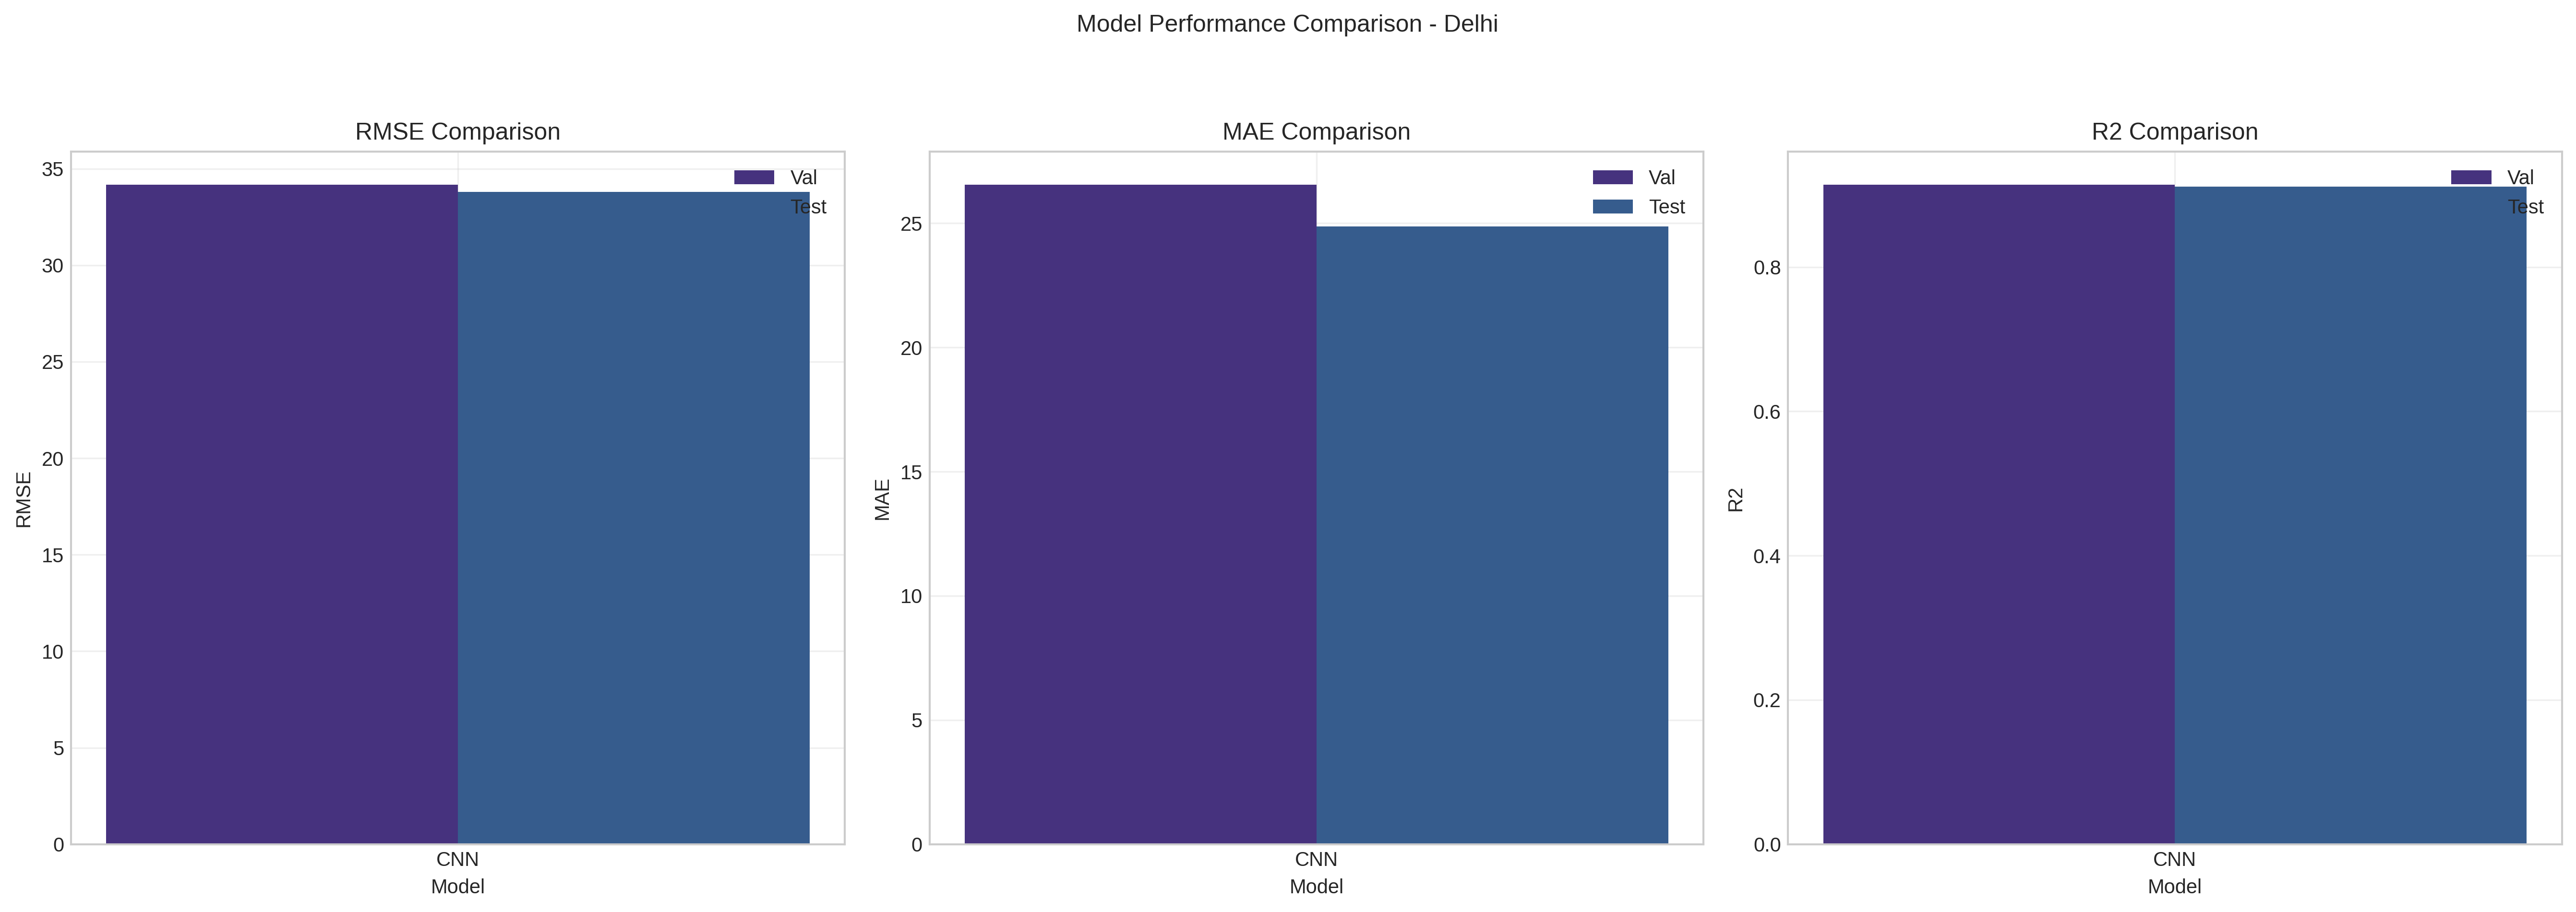 Model Performance Comparison - Delhi
RMSE Comparison
35
30
25
20
15
10
5
0
RMSE
Val
Test
CNN
Model
MAE Comparison
25
20
15
10
5
0
MAE
Val
Test
CNN
Model
R2 Comparison
0.8
0.6
0.4
0.2
0.0
R2
Val
Test
CNN
Model